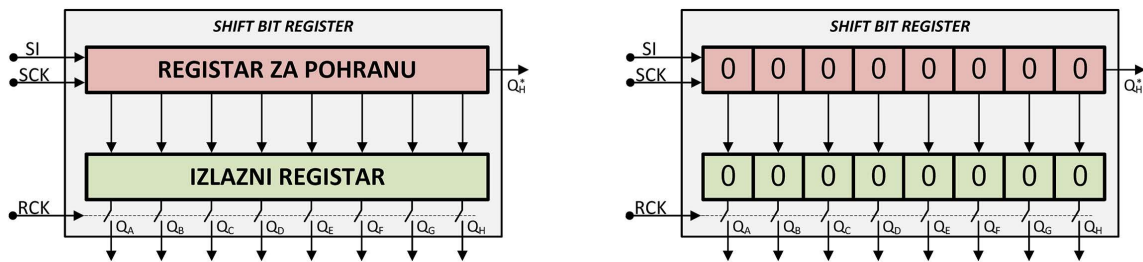 SHIFT BIT REGISTER
SI
REGISTAR ZA POHRANU
SCK
Q*H
IZLAZNI REGISTAR
RCK
QA QB QC QD QE QF QG QH
SHIFT BIT REGISTER
SI
0 0 0 0 0 0 0 0
SCK
Q*H
0 0 0 0 0 0 0 0
RCK
QA QB QC QD QE QF QG QH